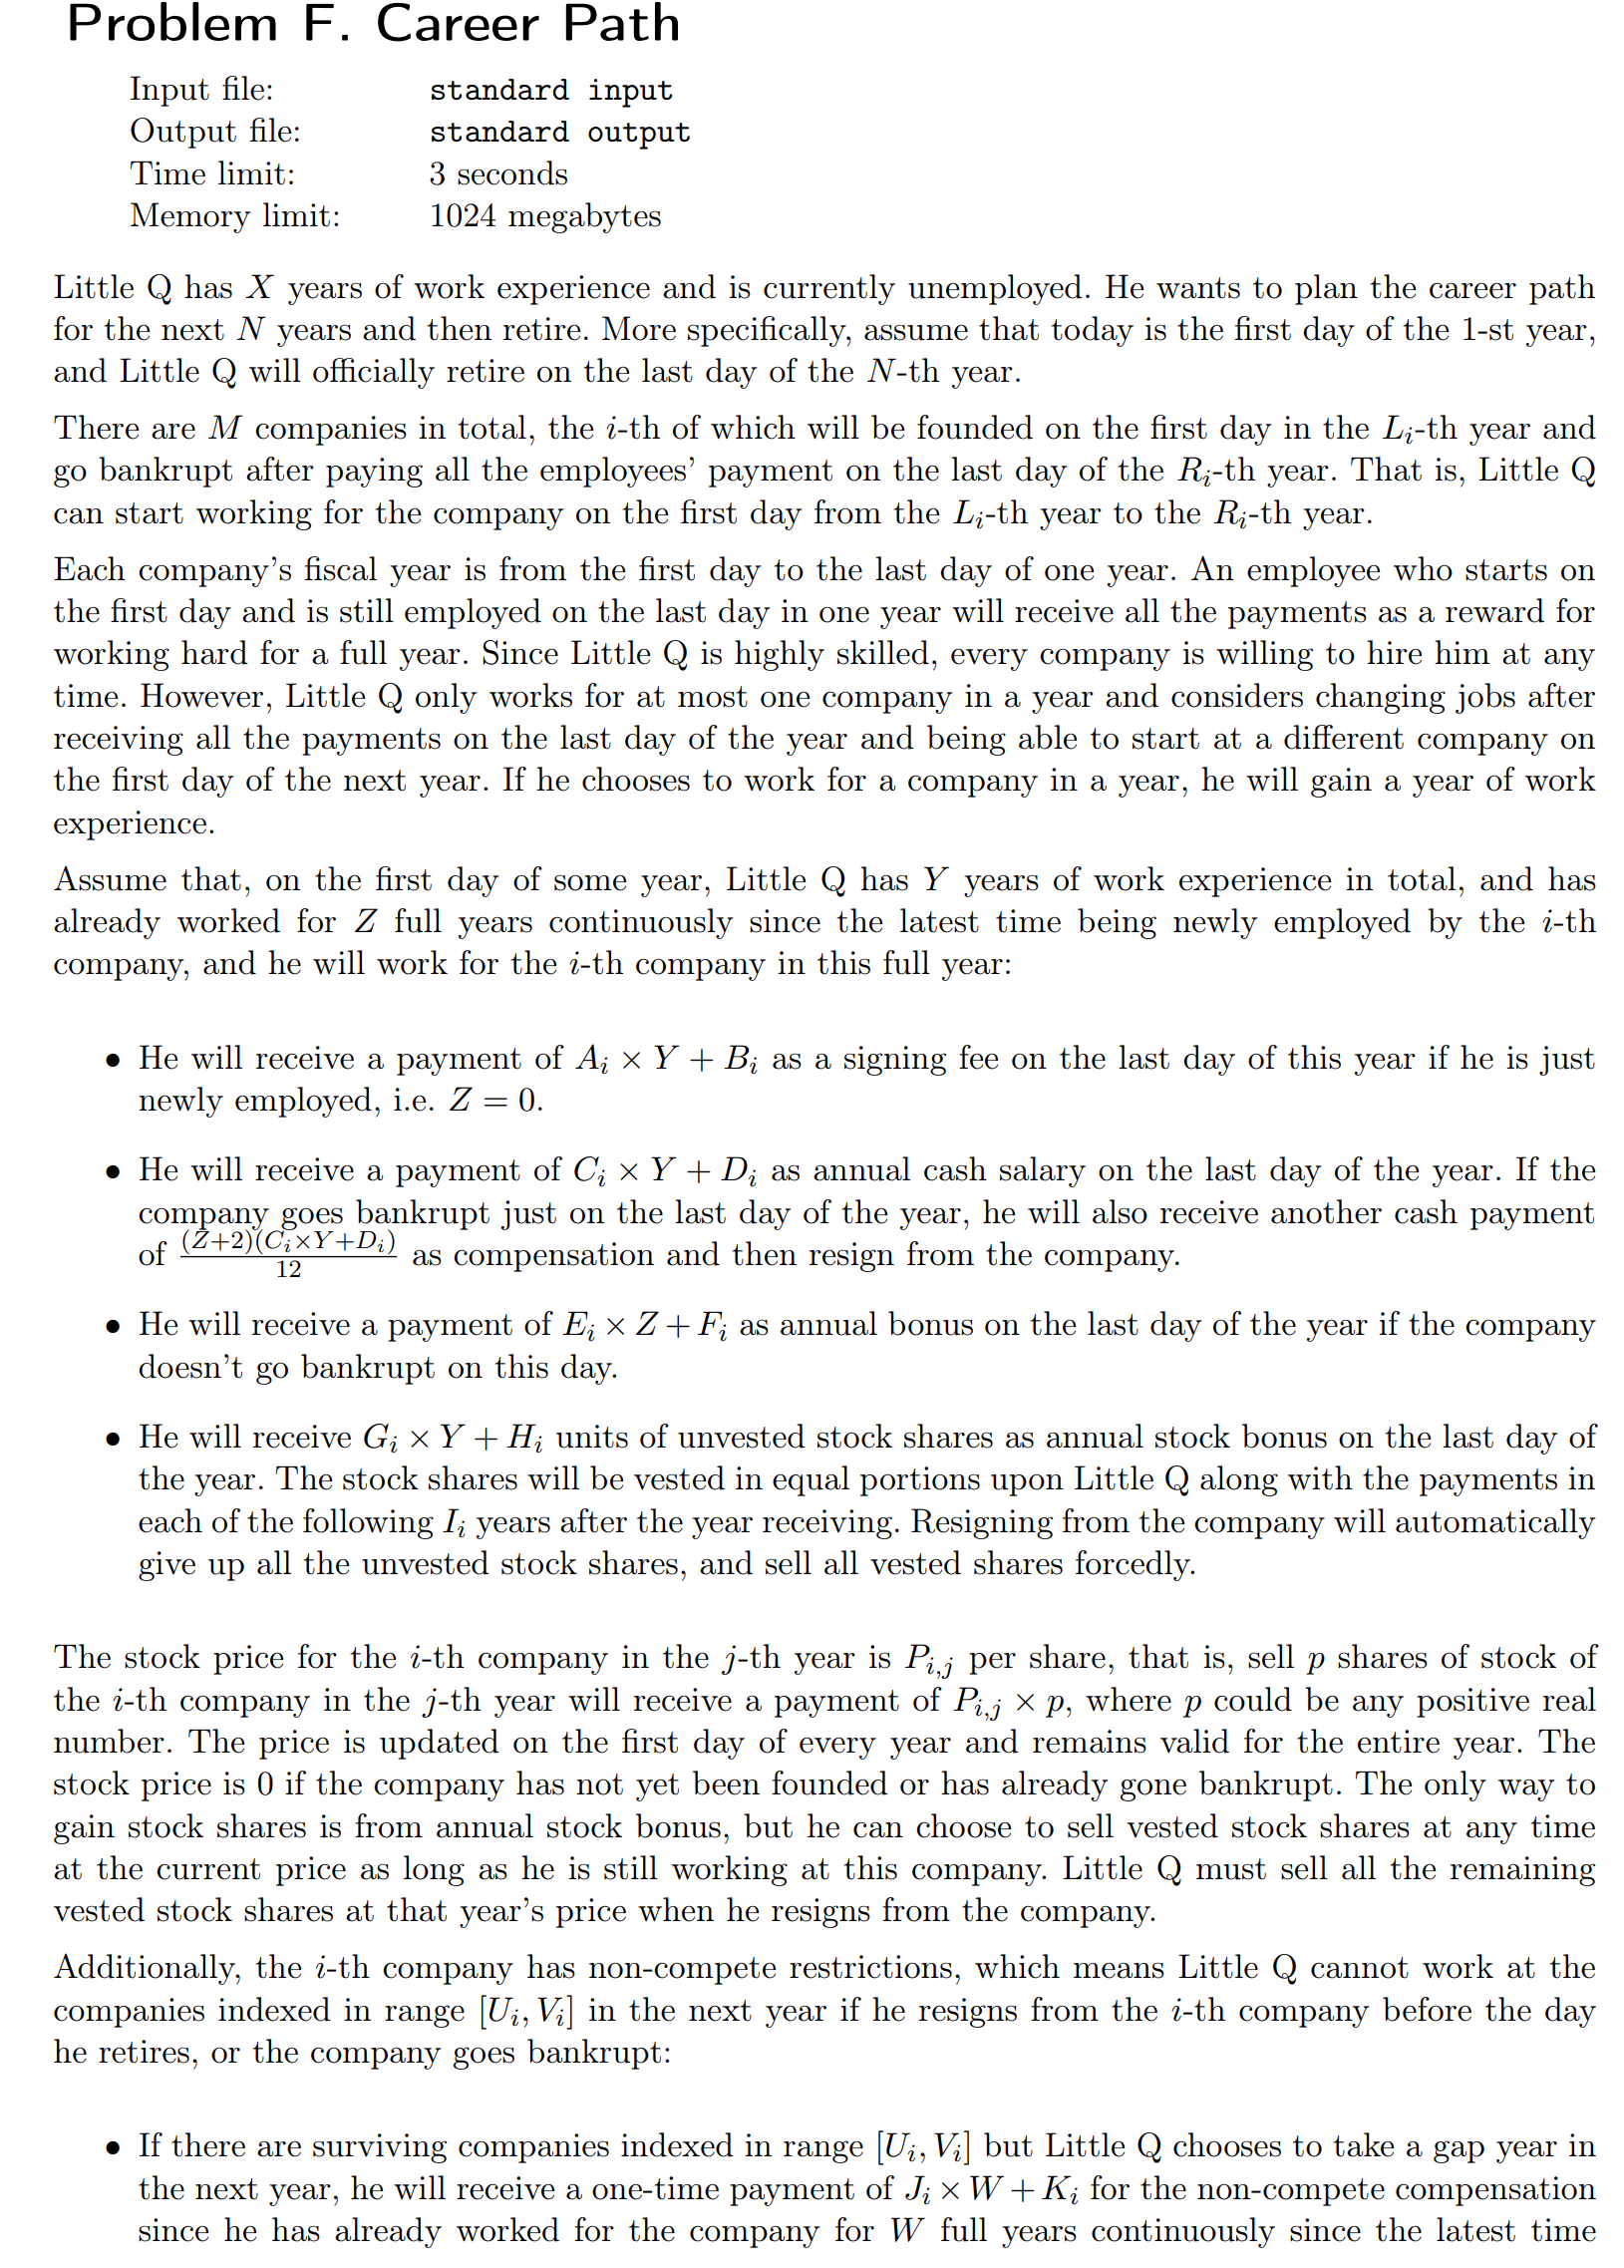 Problem F. Career Path
Input file: standard input
Output file: standard output
Time limit: 3 seconds
Memory limit: 1024 megabytes
Little Q has X years of work experience and is currently unemployed. He wants to plan the career path
for the next N years and then retire. More specifically, assume that today is the first day of the 1-st year,
and Little Q will officially retire on the last day of the N-th year.
There are M companies in total, the i-th of which will be founded on the first day in the L_i-th year and
go bankrupt after paying all the employees' payment on the last day of the R_i-th year. That is, Little Q
can start working for the company on the first day from the L_i-th year to the R_i-th year.
Each company's fiscal year is from the first day to the last day of one year. An employee who starts on
the first day and is still employed on the last day in one year will receive all the payments as a reward for
working hard for a full year. Since Little Q is highly skilled, every company is willing to hire him at any
time. However, Little Q only works for at most one company in a year and considers changing jobs after
receiving all the payments on the last day of the year and being able to start at a different company on
the first day of the next year. If he chooses to work for a company in a year, he will gain a year of work
experience.
Assume that, on the first day of some year, Little Q has Y years of work experience in total, and has
already worked for Z full years continuously since the latest time being newly employed by the i-th
company, and he will work for the i-th company in this full year:
• He will receive a payment of A_i × Y + B_i as a signing fee on the last day of this year if he is just
newly employed, i.e. Z = 0.
• He will receive a payment of C_i × Y + D_i as annual cash salary on the last day of the year. If the
company goes bankrupt just on the last day of the year, he will also receive another cash payment
of (Z+2)(C_i×Y+D_i)/12 as compensation and then resign from the company.
• He will receive a payment of E_i × Z + F_i as annual bonus on the last day of the year if the company
doesn't go bankrupt on this day.
• He will receive G_i × Y + H_i units of unvested stock shares as annual stock bonus on the last day of
the year. The stock shares will be vested in equal portions upon Little Q along with the payments in
each of the following I_i years after the year receiving. Resigning from the company will automatically
give up all the unvested stock shares, and sell all vested shares forcedly.
The stock price for the i-th company in the j-th year is P_{i,j} per share, that is, sell p shares of stock of
the i-th company in the j-th year will receive a payment of P_{i,j} × p, where p could be any positive real
number. The price is updated on the first day of every year and remains valid for the entire year. The
stock price is 0 if the company has not yet been founded or has already gone bankrupt. The only way to
gain stock shares is from annual stock bonus, but he can choose to sell vested stock shares at any time
at the current price as long as he is still working at this company. Little Q must sell all the remaining
vested stock shares at that year's price when he resigns from the company.
Additionally, the i-th company has non-compete restrictions, which means Little Q cannot work at the
companies indexed in range [U_i, V_i] in the next year if he resigns from the i-th company before the day
he retires, or the company goes bankrupt:
• If there are surviving companies indexed in range [U_i, V_i] but Little Q chooses to take a gap year in
the next year, he will receive a one-time payment of J_i × W + K_i for the non-compete compensation
since he has already worked for the company for W full years continuously since the latest time